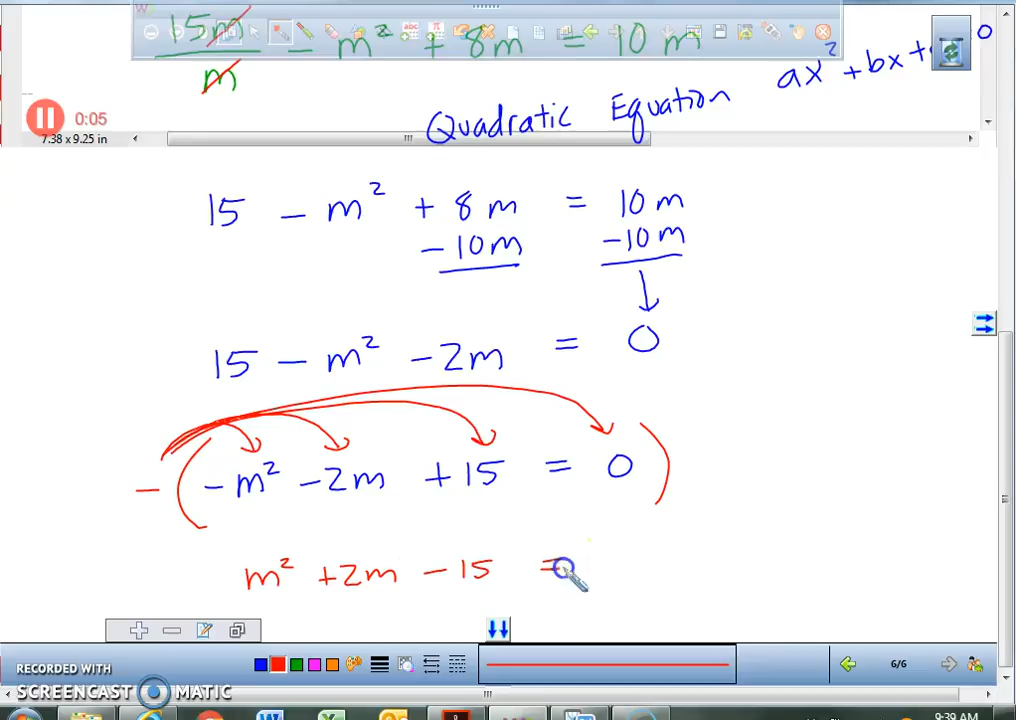 15m
— − m² + 8m = 10 m
m
ax² + bx +
0
Quadratic Equation
0:05
7.38 x 9.25 in
15 − m² + 8m = 10m
−10m −10m
15 − m² − 2m = 0
−( −m² −2m +15 = 0 )
m² +2m −15 =
6/6
RECORDED WITH
SCREENCAST MATIC
9:39 AM